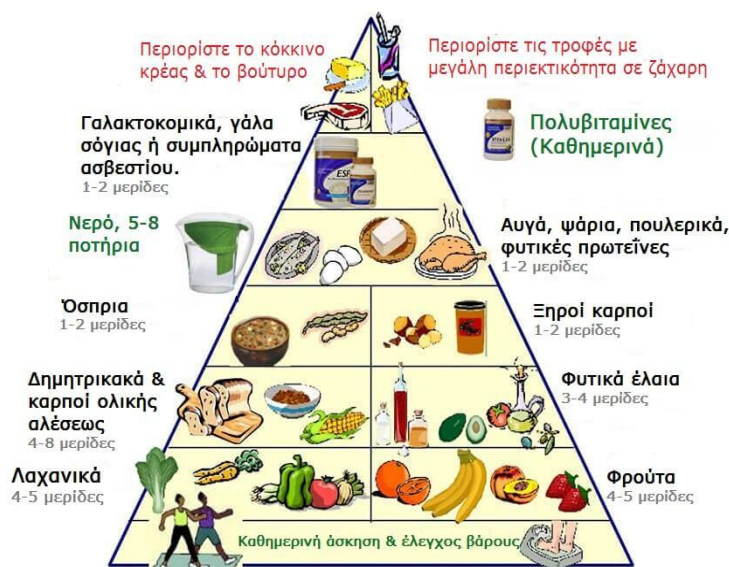 Περιορίστε το κόκκινο
κρέας & το βούτυρο
Περιορίστε τις τροφές με
μεγάλη περιεκτικότητα σε ζάχαρη
Γαλακτοκομικά, γάλα
σόγιας ή συμπληρώματα
ασβεστίου.
1-2 μερίδες
Πολυβιταμίνες
(Καθημερινά)
Νερό, 5-8
ποτήρια
Αυγά, ψάρια, πουλερικά,
φυτικές πρωτεΐνες
1-2 μερίδες
Όσπρια
1-2 μερίδες
Ξηροί καρποί
1-2 μερίδες
Δημητρικακά &
καρποί ολικής
αλέσεως
4-8 μερίδες
Φυτικά έλαια
3-4 μερίδες
Λαχανικά
4-5 μερίδες
Φρούτα
4-5 μερίδες
Καθημερινή άσκηση & έλεγχος βάρους